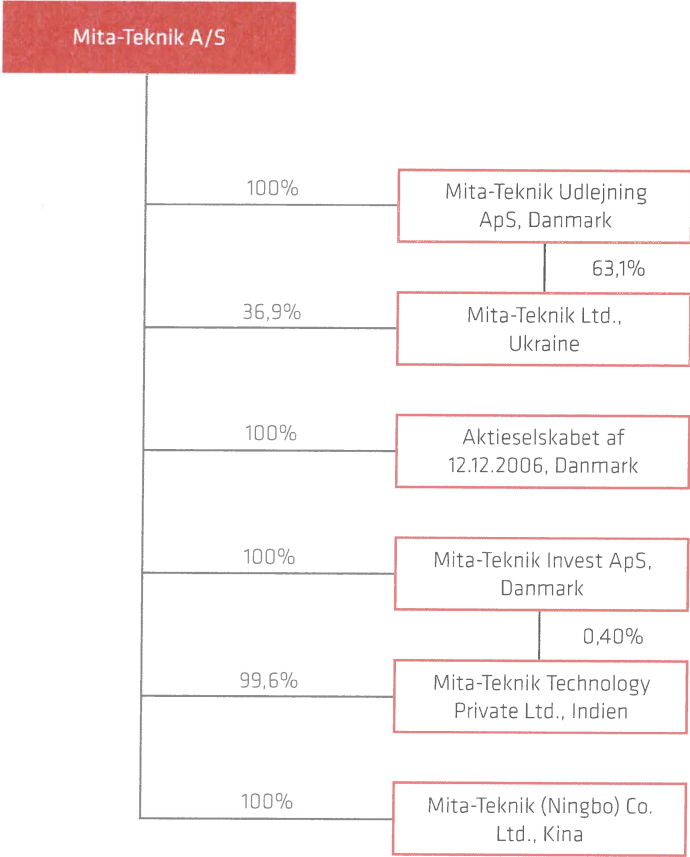 Mita-Teknik A/S
100%
Mita-Teknik Udlejning
ApS, Danmark
63,1%
36,9%
Mita-Teknik Ltd.,
Ukraine
100%
Aktieselskabet af
12.12.2006, Danmark
100%
Mita-Teknik Invest ApS,
Danmark
0,40%
99,6%
Mita-Teknik Technology
Private Ltd., Indien
100%
Mita-Teknik (Ningbo) Co.
Ltd., Kina